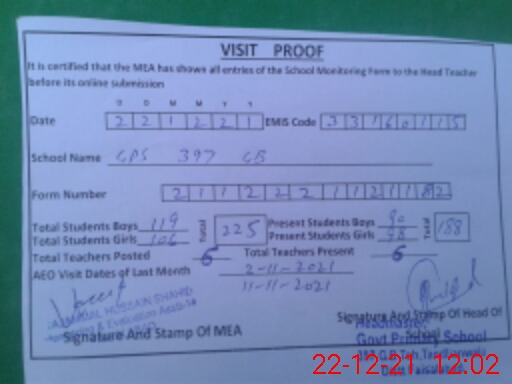 VISIT PROOF
It is certified that the MEA has shown all entries of the School Monitoring Form to the Head Teacher
before its online submission
D D M M Y Y
Date 2 2 1 2 2 1 EMIS Code 3 3 1 6 0 1 1 5
School Name GPS 397 GB
Form Number 2 1 1 2 2 2 1 1 2 1 1 8 2
Total Students Boys 119 Total 225 Present Students Boys 90 Total 188
Total Students Girls 106 Present Students Girls 98
Total Teachers Posted 6 Total Teachers Present 6
AEO Visit Dates of Last Month 2-11-2021
11-11-2021
HUSSAIN SHAHID
Signature And Stamp Of MEA
Signature And Stamp Of Head Of
School
Headmaster
Govt Primary School
22-12-21 12:02